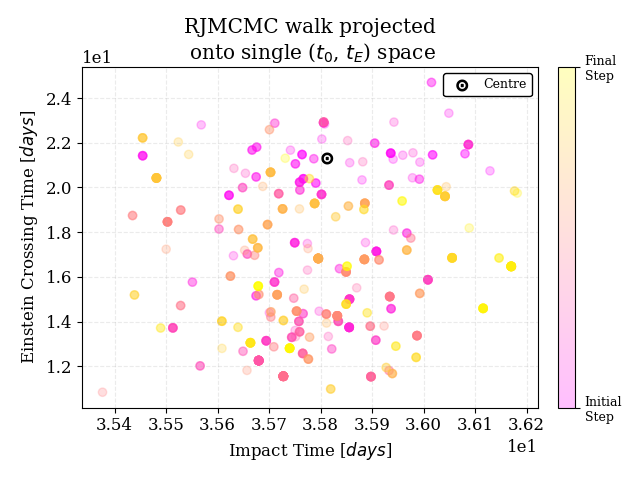 RJMCMC walk projected
onto single (t₀, t_E) space
1e1
Final
Step
Centre
2.4
2.2
2.0
1.8
1.6
1.4
1.2
Einstein Crossing Time [days]
3.54 3.55 3.56 3.57 3.58 3.59 3.60 3.61 3.62
Impact Time [days]
1e1
Initial
Step